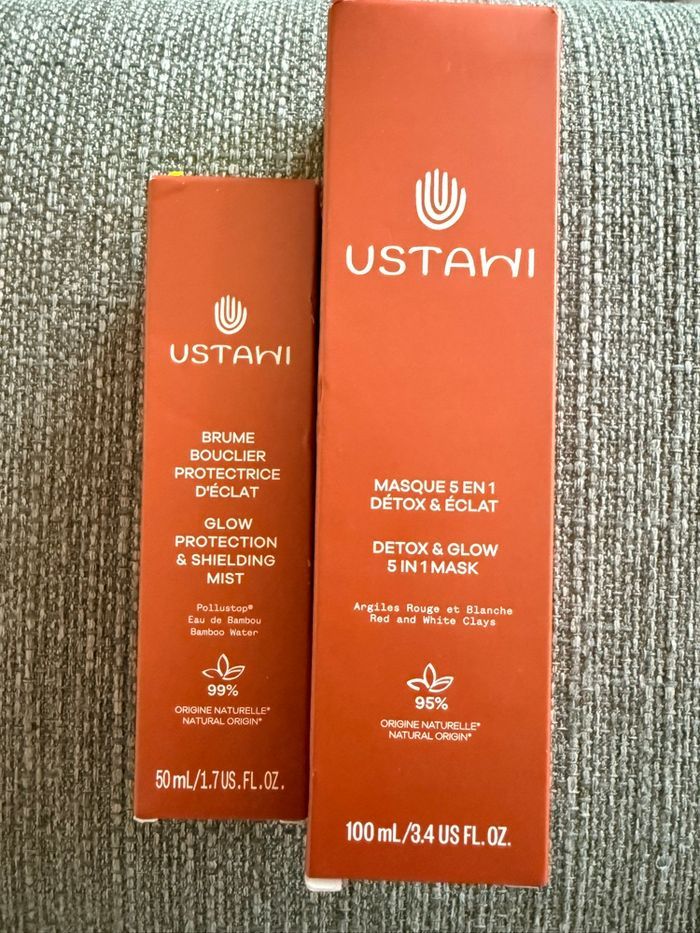 USTAWI
BRUME
BOUCLIER
PROTECTRICE
D'ÉCLAT
GLOW
PROTECTION
& SHIELDING
MIST
Pollustop®
Eau de Bambou
Bamboo Water
99%
ORIGINE NATURELLE*
NATURAL ORIGIN*
50 mL/1.7 US.FL.OZ.
USTAWI
MASQUE 5 EN 1
DÉTOX & ÉCLAT
DETOX & GLOW
5 IN 1 MASK
Argiles Rouge et Blanche
Red and White Clays
95%
ORIGINE NATURELLE*
NATURAL ORIGIN*
100 mL/3.4 US FL. OZ.